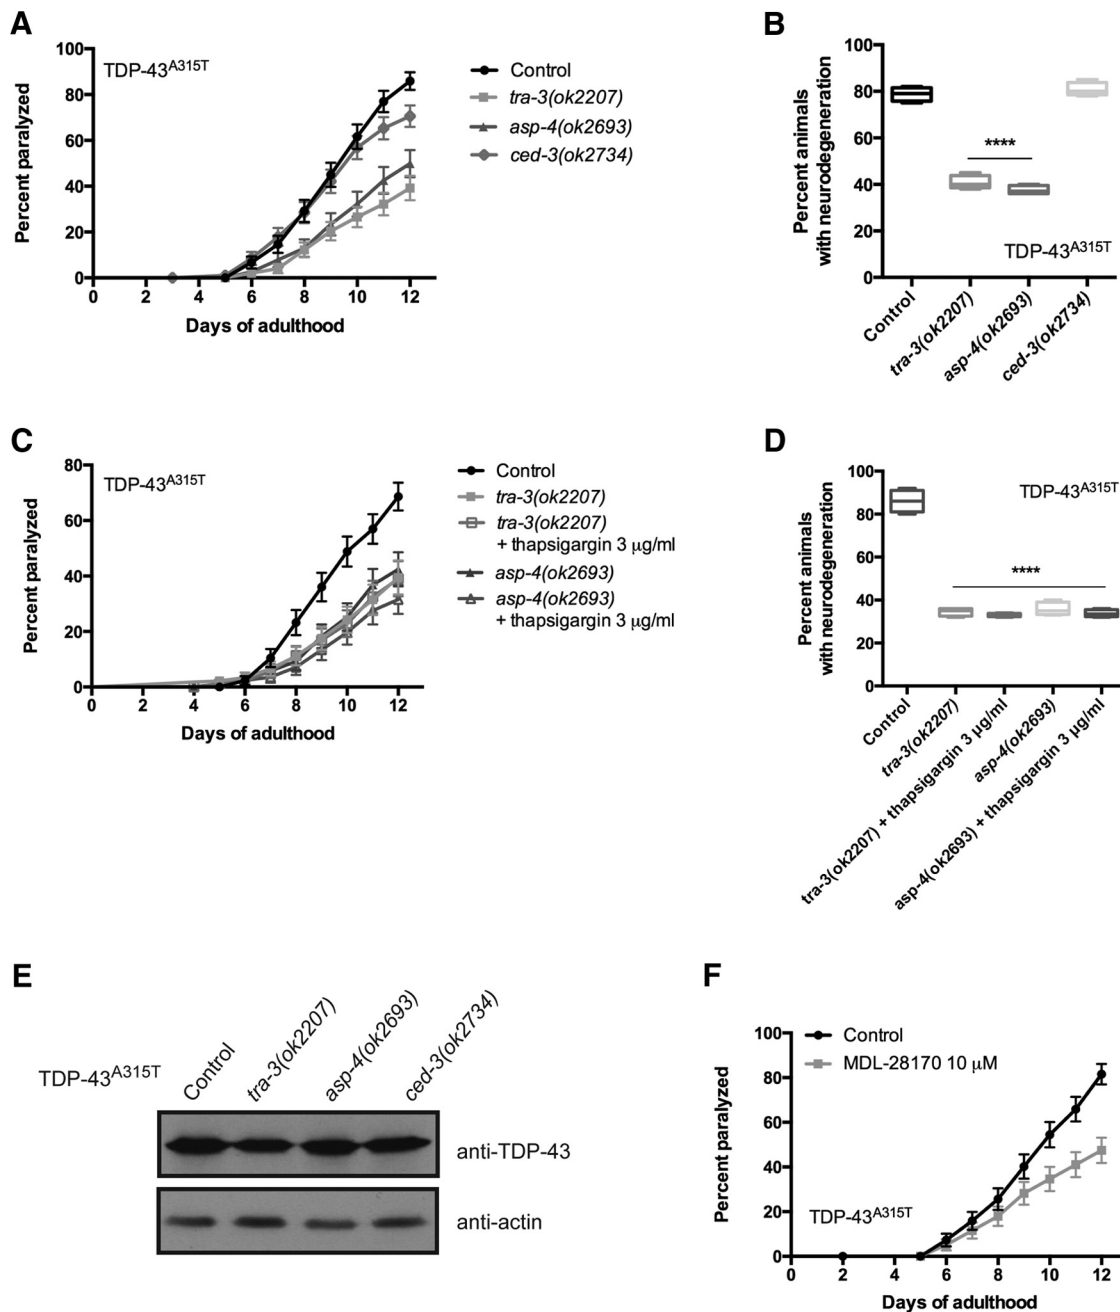 A
TDP-43A315T
Percent paralyzed
100
80
60
40
20
0
0 2 4 6 8 10 12
Days of adulthood
Control
tra-3(ok2207)
asp-4(ok2693)
ced-3(ok2734)
B
Percent animals
with neurodegeneration
100
80
60
40
20
0
****
TDP-43A315T
Control
tra-3(ok2207)
asp-4(ok2693)
ced-3(ok2734)
C
TDP-43A315T
Percent paralyzed
80
60
40
20
0
0 2 4 6 8 10 12
Days of adulthood
Control
tra-3(ok2207)
tra-3(ok2207)
+ thapsigargin 3 μg/ml
asp-4(ok2693)
asp-4(ok2693)
+ thapsigargin 3 μg/ml
D
Percent animals
with neurodegeneration
100
80
60
40
20
0
TDP-43A315T
****
Control
tra-3(ok2207)
tra-3(ok2207) + thapsigargin 3 μg/ml
asp-4(ok2693)
asp-4(ok2693) + thapsigargin 3 μg/ml
E
TDP-43A315T
Control
tra-3(ok2207)
asp-4(ok2693)
ced-3(ok2734)
anti-TDP-43
anti-actin
F
Control
MDL-28170 10 μM
Percent paralyzed
100
80
60
40
20
0
TDP-43A315T
0 2 4 6 8 10 12
Days of adulthood